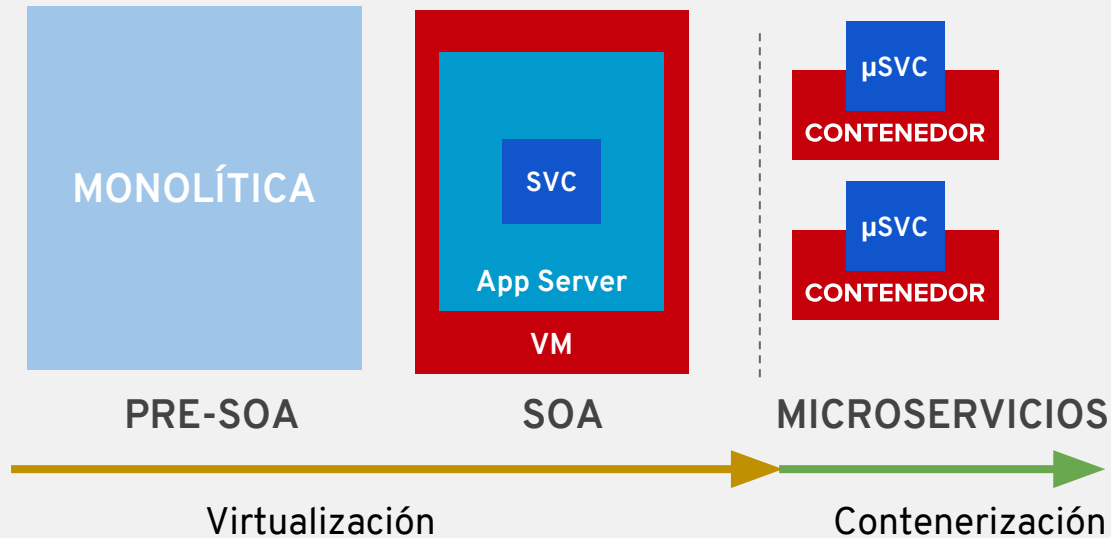 MONOLÍTICA
SVC
App Server
VM
µSVC
CONTENEDOR
µSVC
CONTENEDOR
PRE-SOA
SOA
MICROSERVICIOS
Virtualización
Contenerización